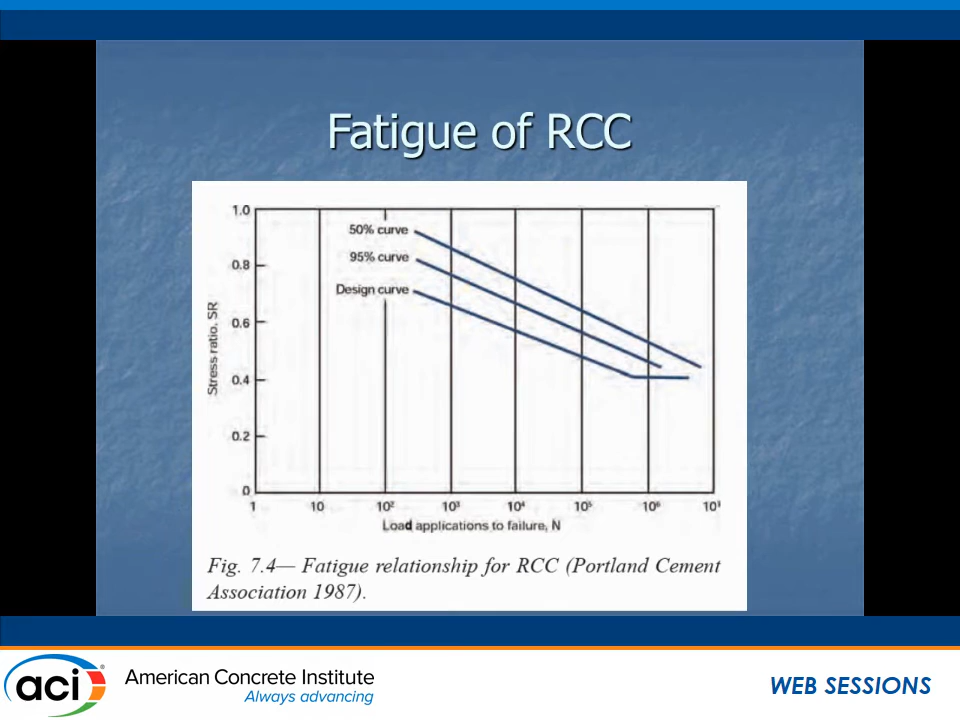 Fatigue of RCC
1.0
50% curve
95% curve
0.8
Design curve
0.6
Stress ratio, SR
0.4
0.2
0
1 10 10² 10³ 10⁴ 10⁵ 10⁶ 10¹
Load applications to failure, N
Fig. 7.4— Fatigue relationship for RCC (Portland Cement
Association 1987).
aci® American Concrete Institute
Always advancing
WEB SESSIONS